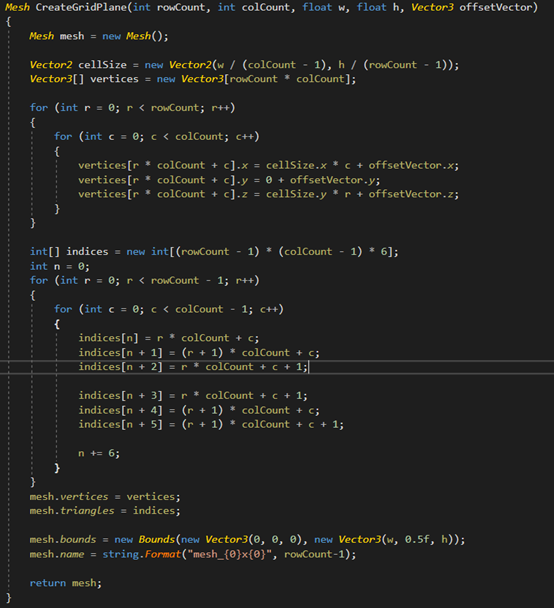 Mesh CreateGridPlane(int rowCount, int colCount, float w, float h, Vector3 offsetVector)
{
    Mesh mesh = new Mesh();

    Vector2 cellSize = new Vector2(w / (colCount - 1), h / (rowCount - 1));
    Vector3[] vertices = new Vector3[rowCount * colCount];

    for (int r = 0; r < rowCount; r++)
    {
        for (int c = 0; c < colCount; c++)
        {
            vertices[r * colCount + c].x = cellSize.x * c + offsetVector.x;
            vertices[r * colCount + c].y = 0 + offsetVector.y;
            vertices[r * colCount + c].z = cellSize.y * r + offsetVector.z;
        }
    }

    int[] indices = new int[(rowCount - 1) * (colCount - 1) * 6];
    int n = 0;
    for (int r = 0; r < rowCount - 1; r++)
    {
        for (int c = 0; c < colCount - 1; c++)
        {
            indices[n] = r * colCount + c;
            indices[n + 1] = (r + 1) * colCount + c;
            indices[n + 2] = r * colCount + c + 1;

            indices[n + 3] = r * colCount + c + 1;
            indices[n + 4] = (r + 1) * colCount + c;
            indices[n + 5] = (r + 1) * colCount + c + 1;

            n += 6;
        }
    }
    mesh.vertices = vertices;
    mesh.triangles = indices;

    mesh.bounds = new Bounds(new Vector3(0, 0, 0), new Vector3(w, 0.5f, h));
    mesh.name = string.Format("mesh_{0}x{0}", rowCount-1);

    return mesh;
}